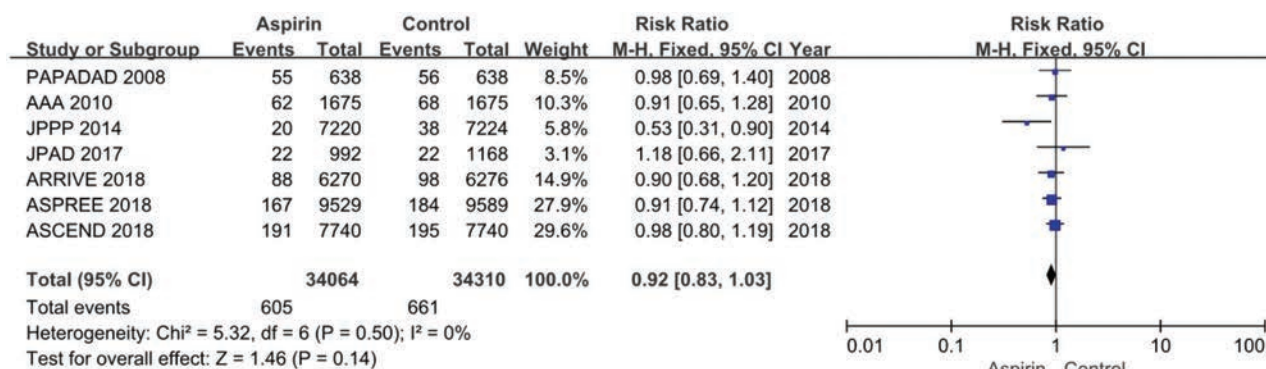 Aspirin Control Risk Ratio Risk Ratio
Study or Subgroup Events Total Events Total Weight M-H, Fixed, 95% CI Year M-H, Fixed, 95% CI
PAPADAD 2008 55 638 56 638 8.5% 0.98 [0.69, 1.40] 2008
AAA 2010 62 1675 68 1675 10.3% 0.91 [0.65, 1.28] 2010
JPPP 2014 20 7220 38 7224 5.8% 0.53 [0.31, 0.90] 2014
JPAD 2017 22 992 22 1168 3.1% 1.18 [0.66, 2.11] 2017
ARRIVE 2018 88 6270 98 6276 14.9% 0.90 [0.68, 1.20] 2018
ASPREE 2018 167 9529 184 9589 27.9% 0.91 [0.74, 1.12] 2018
ASCEND 2018 191 7740 195 7740 29.6% 0.98 [0.80, 1.19] 2018
Total (95% CI) 34064 34310 100.0% 0.92 [0.83, 1.03]
Total events 605 661
Heterogeneity: Chi² = 5.32, df = 6 (P = 0.50); I² = 0%
Test for overall effect: Z = 1.46 (P = 0.14)
0.01 0.1 1 10 100
Aspirin Control